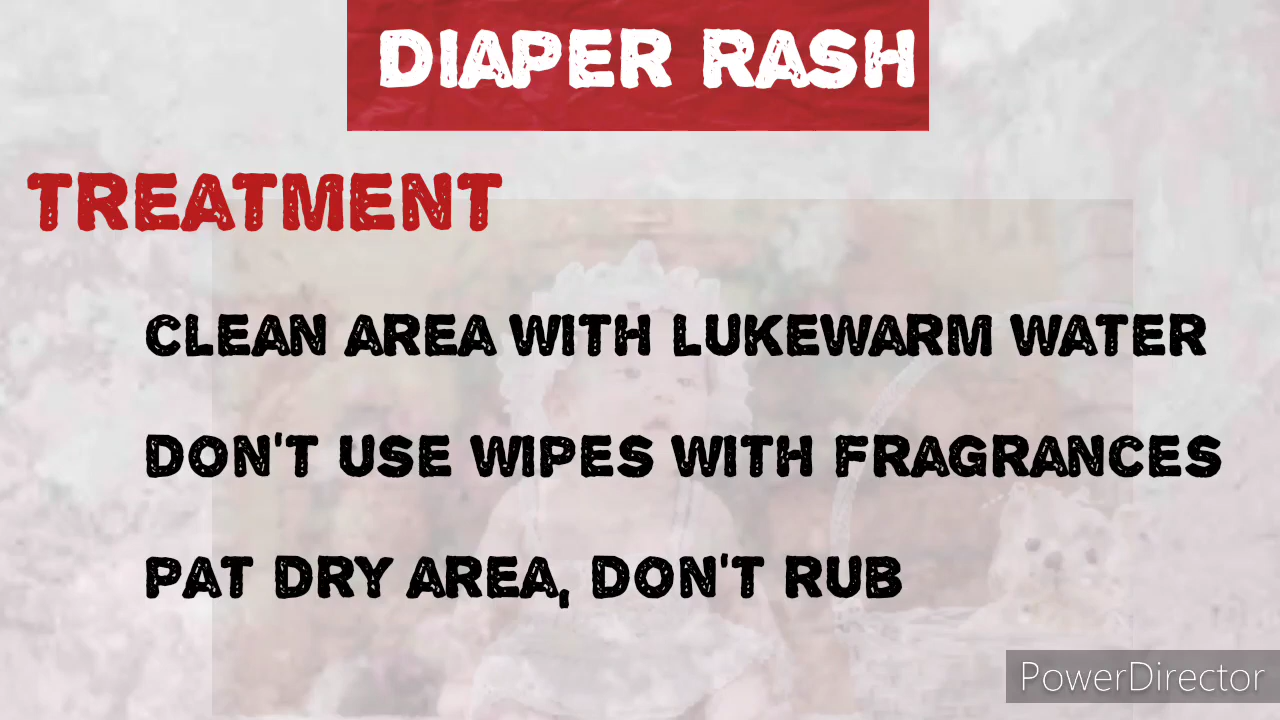 DIAPER RASH
TREATMENT
CLEAN AREA WITH LUKEWARM WATER
DON'T USE WIPES WITH FRAGRANCES
PAT DRY AREA, DON'T RUB
PowerDirector